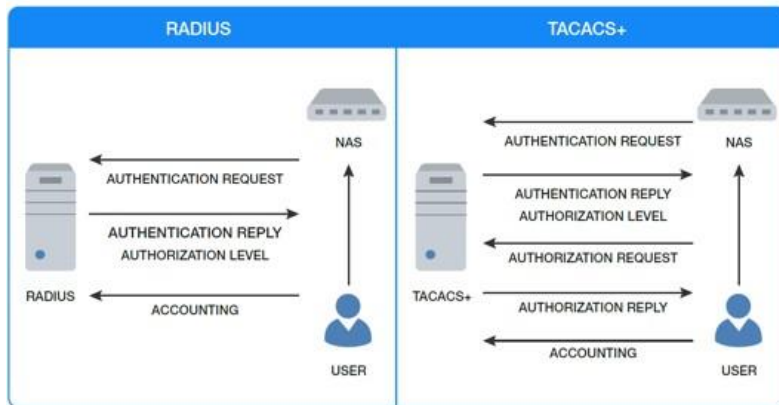 RADIUS
TACACS+
NAS
AUTHENTICATION REQUEST
AUTHENTICATION REPLY
AUTHORIZATION LEVEL
RADIUS
ACCOUNTING
USER
NAS
AUTHENTICATION REQUEST
AUTHENTICATION REPLY
AUTHORIZATION LEVEL
AUTHORIZATION REQUEST
TACACS+
AUTHORIZATION REPLY
ACCOUNTING
USER